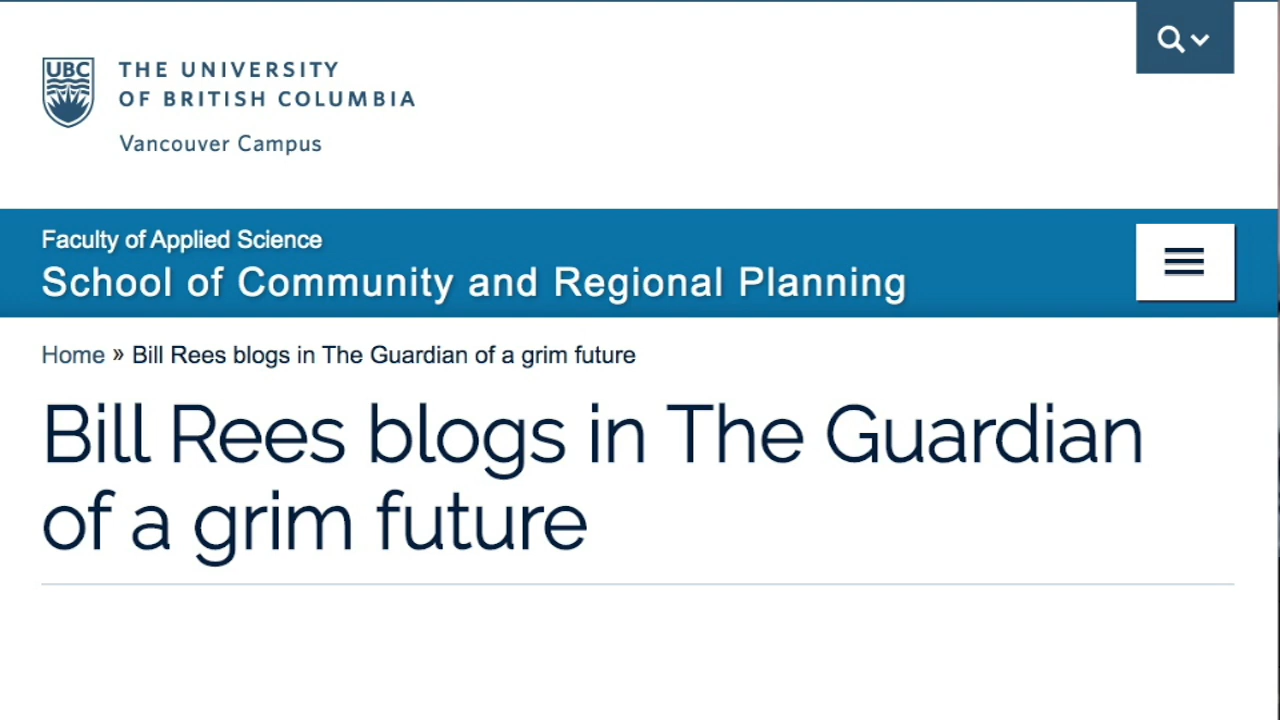 UBC
THE UNIVERSITY
OF BRITISH COLUMBIA
Vancouver Campus
Faculty of Applied Science
School of Community and Regional Planning
Home » Bill Rees blogs in The Guardian of a grim future
Bill Rees blogs in The Guardian
of a grim future